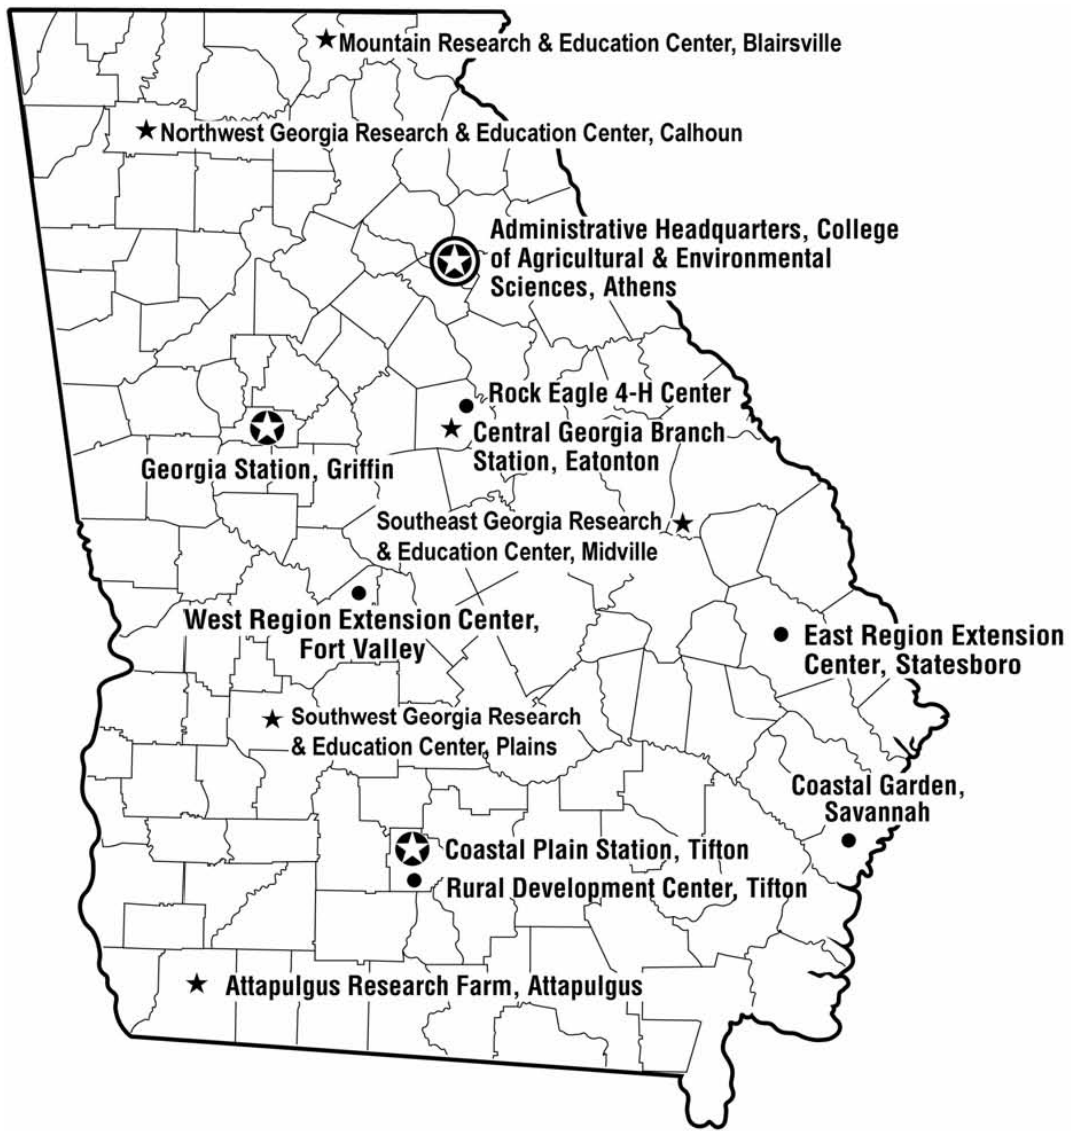 Mountain Research & Education Center, Blairsville
Northwest Georgia Research & Education Center, Calhoun
Administrative Headquarters, College
of Agricultural & Environmental
Sciences, Athens
Rock Eagle 4-H Center
Central Georgia Branch
Station, Eatonton
Georgia Station, Griffin
Southeast Georgia Research
& Education Center, Midville
West Region Extension Center,
Fort Valley
East Region Extension
Center, Statesboro
Southwest Georgia Research
& Education Center, Plains
Coastal Garden,
Savannah
Coastal Plain Station, Tifton
Rural Development Center, Tifton
Attapulgus Research Farm, Attapulgus